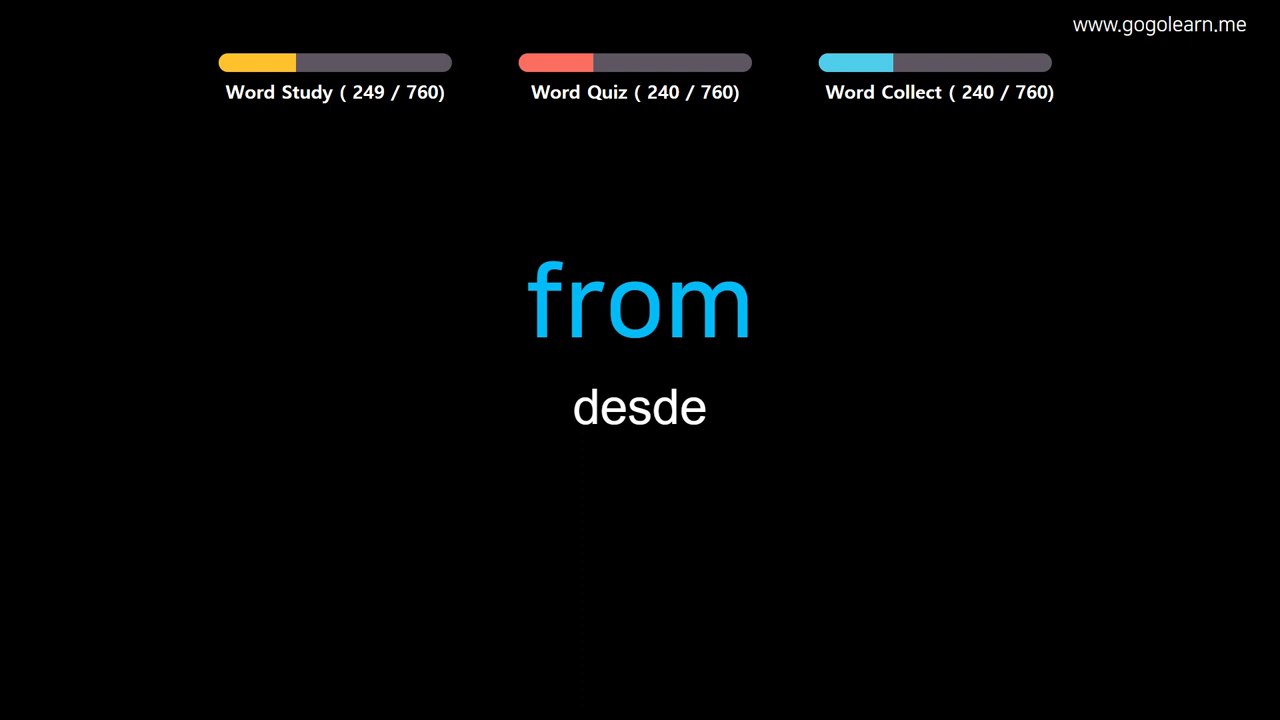 www.gogolearn.me
Word Study ( 249 / 760)
Word Quiz ( 240 / 760)
Word Collect ( 240 / 760)
from
desde